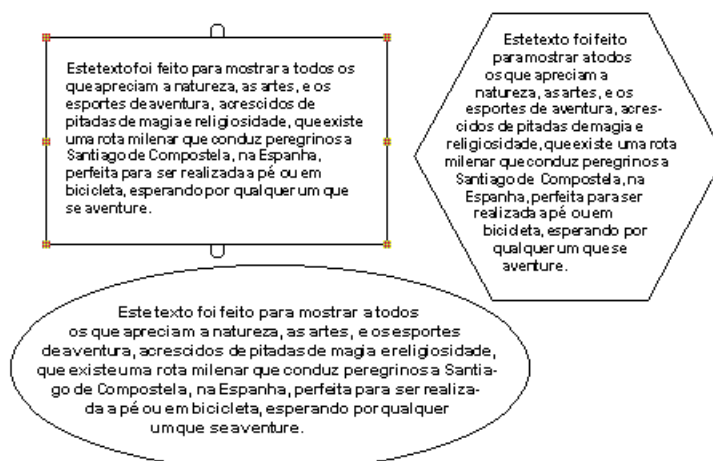 Este texto foi feito para mostrar a todos os
que apreciam a natureza, as artes, e os
esportes de aventura, acrescidos de
pitadas de magia e religiosidade, que existe
uma rota milenar que conduz peregrinos a
Santiago de Compostela, na Espanha,
perfeita para ser realizada a pé ou em
bicicleta, esperando por qualquer um que
se aventure.
Este texto foi feito
para mostrar a todos
os que apreciam a
natureza, as artes, e os
esportes de aventura, acres-
cidos de pitadas de magia e
religiosidade, que existe uma rota
milenar que conduz peregrinos a
Santiago de Compostela, na
Espanha, perfeita para ser
realizada a pé ou em
bicicleta, esperando por
qualquer um que se
aventure.
Este texto foi feito para mostrar a todos
os que apreciam a natureza, as artes, e os esportes
de aventura, acrescidos de pitadas de magia e religiosidade,
que existe uma rota milenar que conduz peregrinos a Santia-
go de Compostela, na Espanha, perfeita para ser realiza-
da a pé ou em bicicleta, esperando por qualquer
um que se aventure.